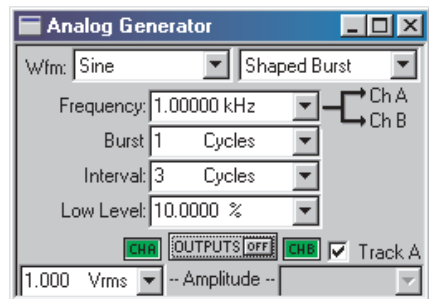 Analog Generator
Wfm: Sine Shaped Burst
Frequency: 1.00000 kHz Ch A
Ch B
Burst 1 Cycles
Interval: 3 Cycles
Low Level: 10.0000 %
CHA OUTPUTS OFF CHB Track A
1.000 Vrms -- Amplitude --